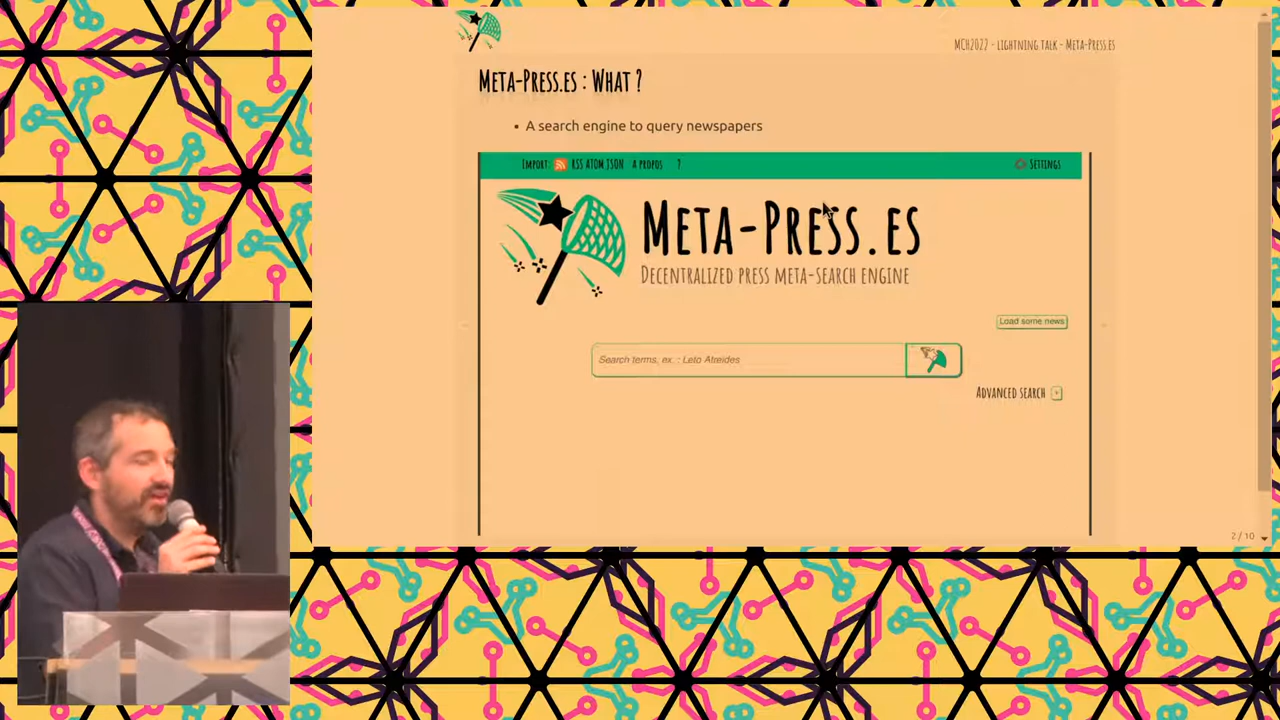 MCH2022 - lightning talk - Meta-Press.es
Meta-Press.es : What ?
▪ A search engine to query newspapers
Import: RSS ATOM JSON A propos ? Settings
Meta-Press.es
Decentralized press meta-search engine
Load some news
Search terms, ex. : Leto Atreides
Advanced search +
2 / 10